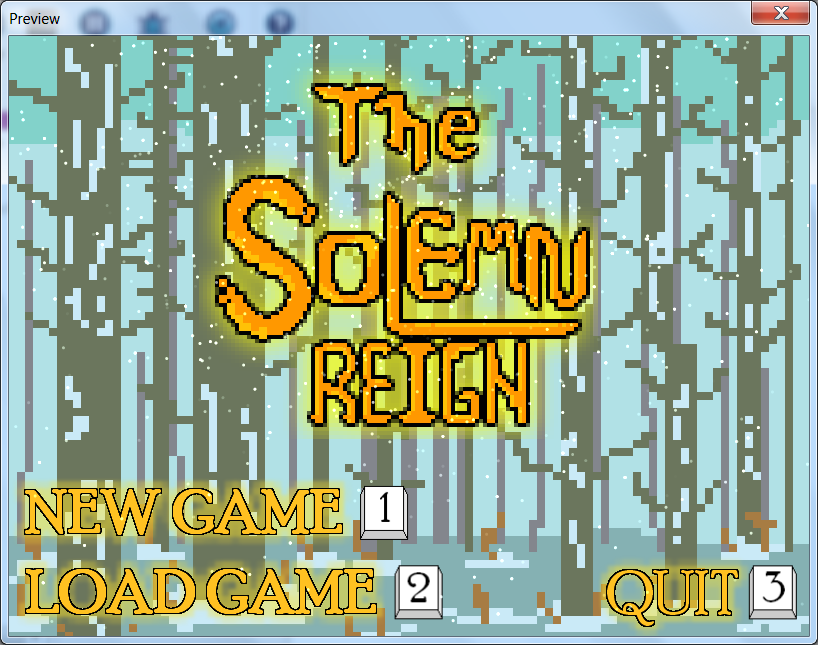 Preview
The
SOLEMN
REIGN
NEW GAME 1
LOAD GAME 2
QUIT 3